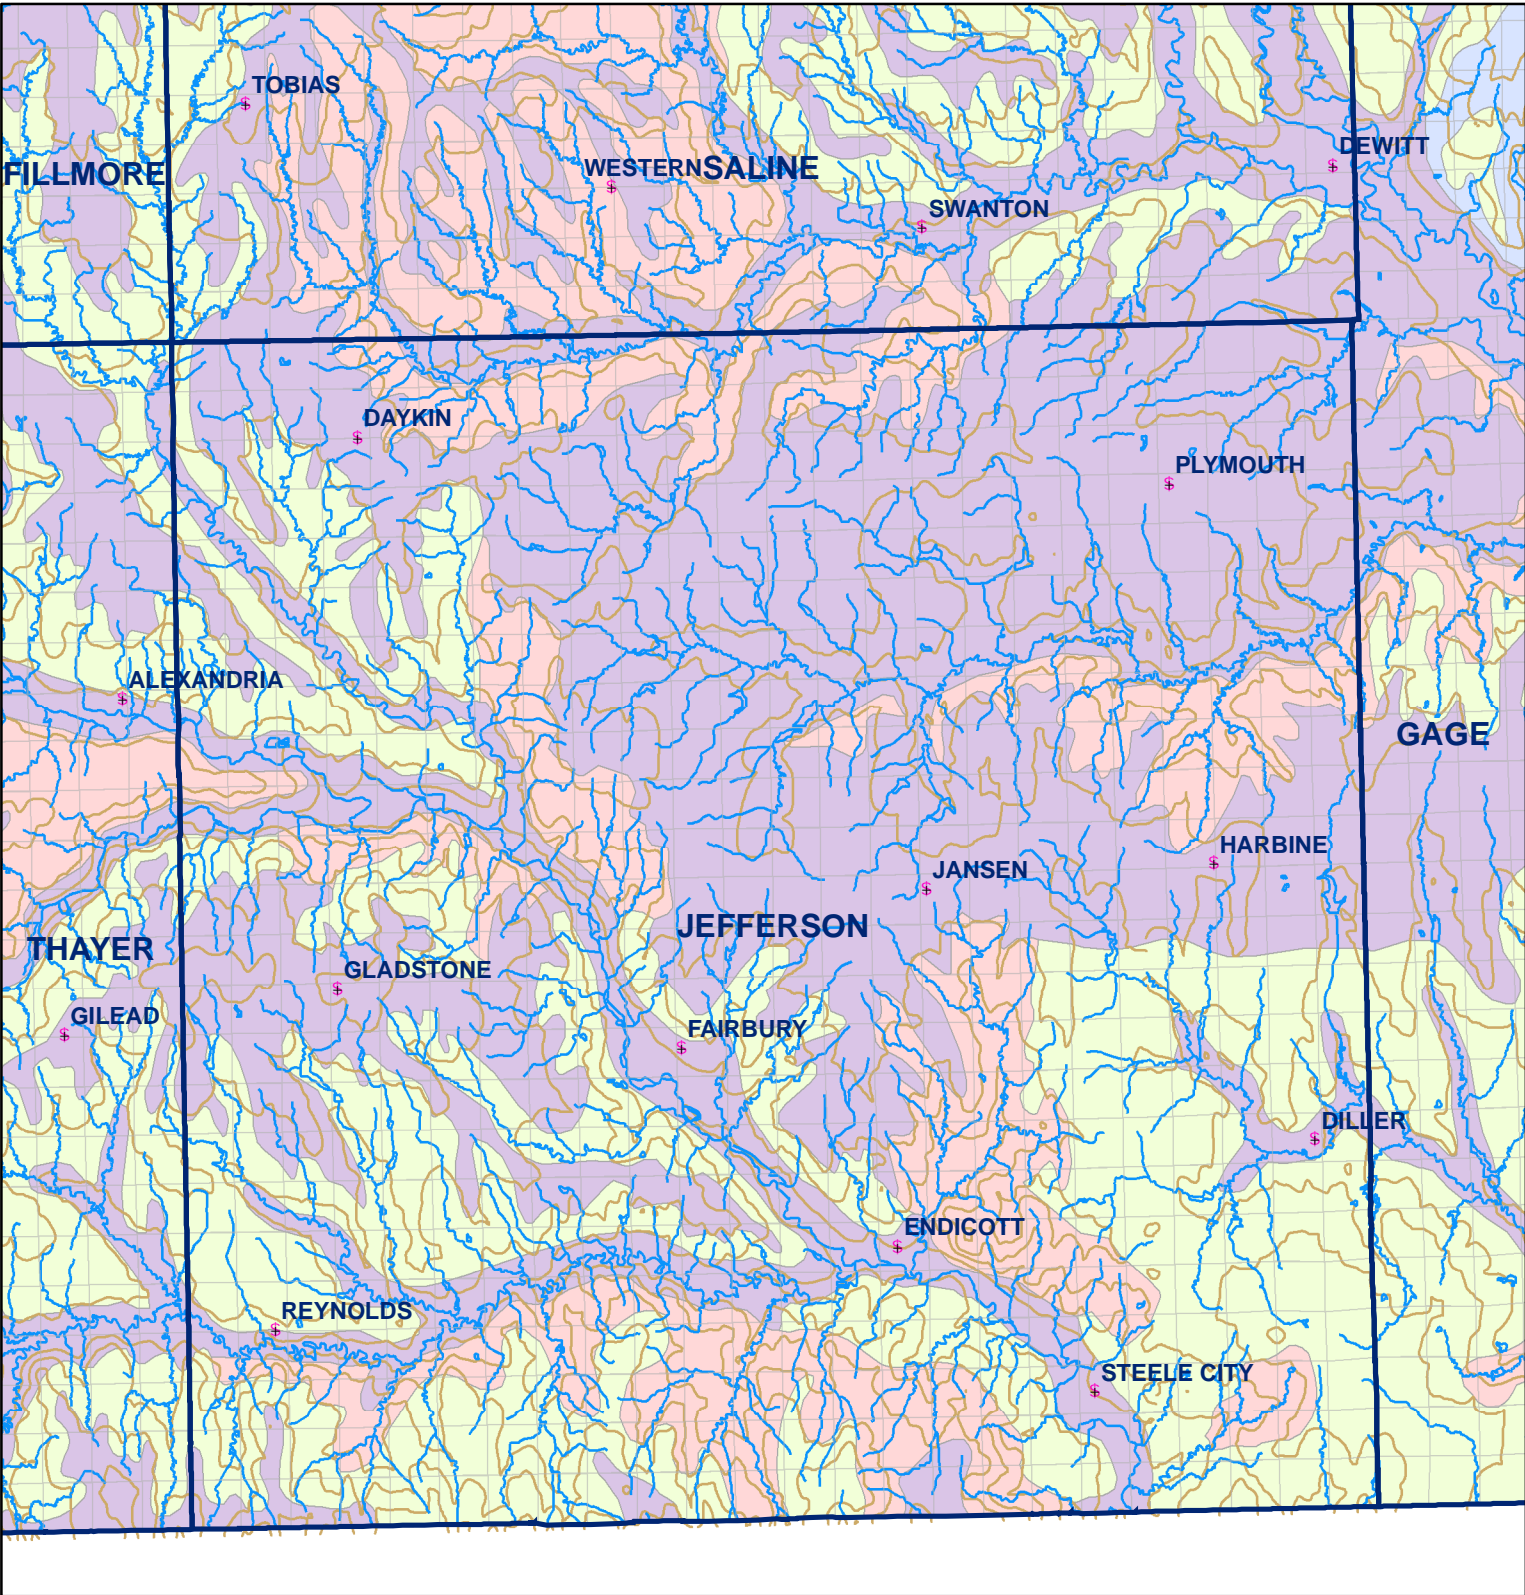 TOBIAS
DEWITT
FILLMORE
WESTERN
SALINE
SWANTON
DAYKIN
PLYMOUTH
ALEXANDRIA
GAGE
HARBINE
JANSEN
JEFFERSON
THAYER
GLADSTONE
GILEAD
FAIRBURY
DILLER
ENDICOTT
REYNOLDS
STEELE CITY